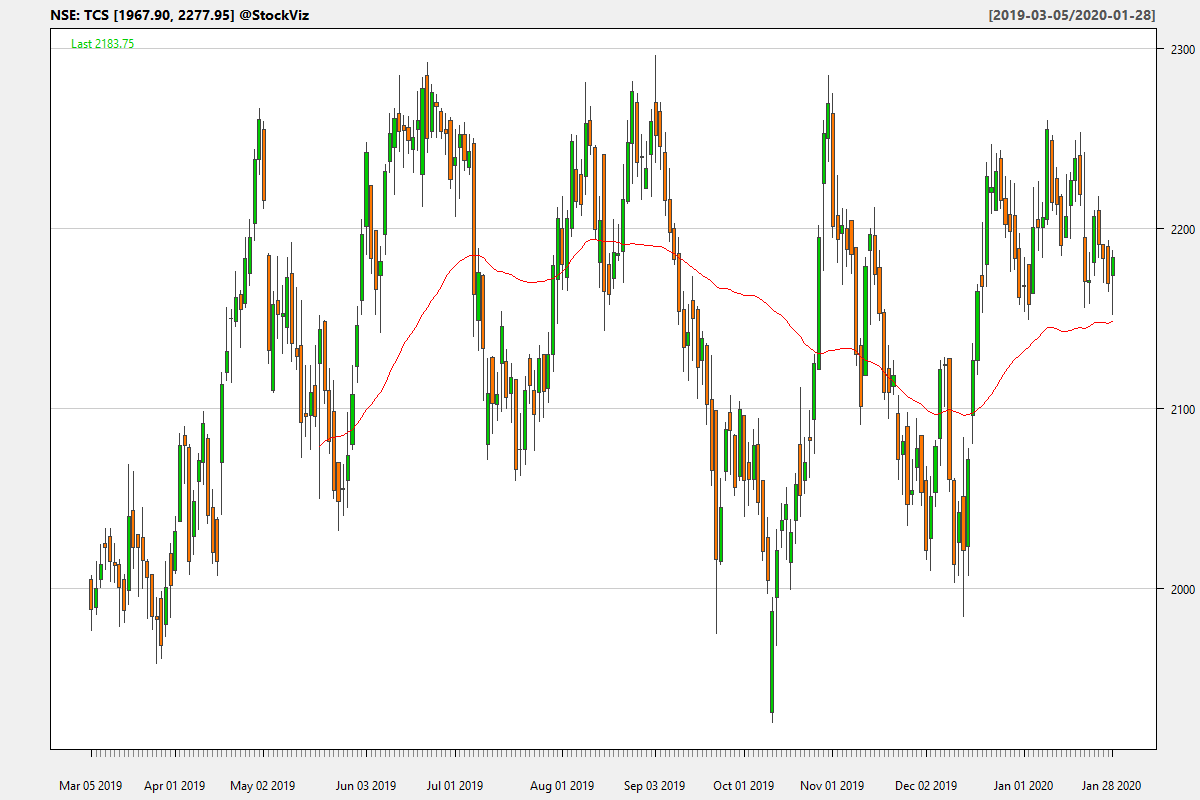 NSE: TCS [1967.90, 2277.95] @StockViz [2019-03-05/2020-01-28]
Last 2183.75
2300
2200
2100
2000
Mar 05 2019 Apr 01 2019 May 02 2019 Jun 03 2019 Jul 01 2019 Aug 01 2019 Sep 03 2019 Oct 01 2019 Nov 01 2019 Dec 02 2019 Jan 01 2020 Jan 28 2020